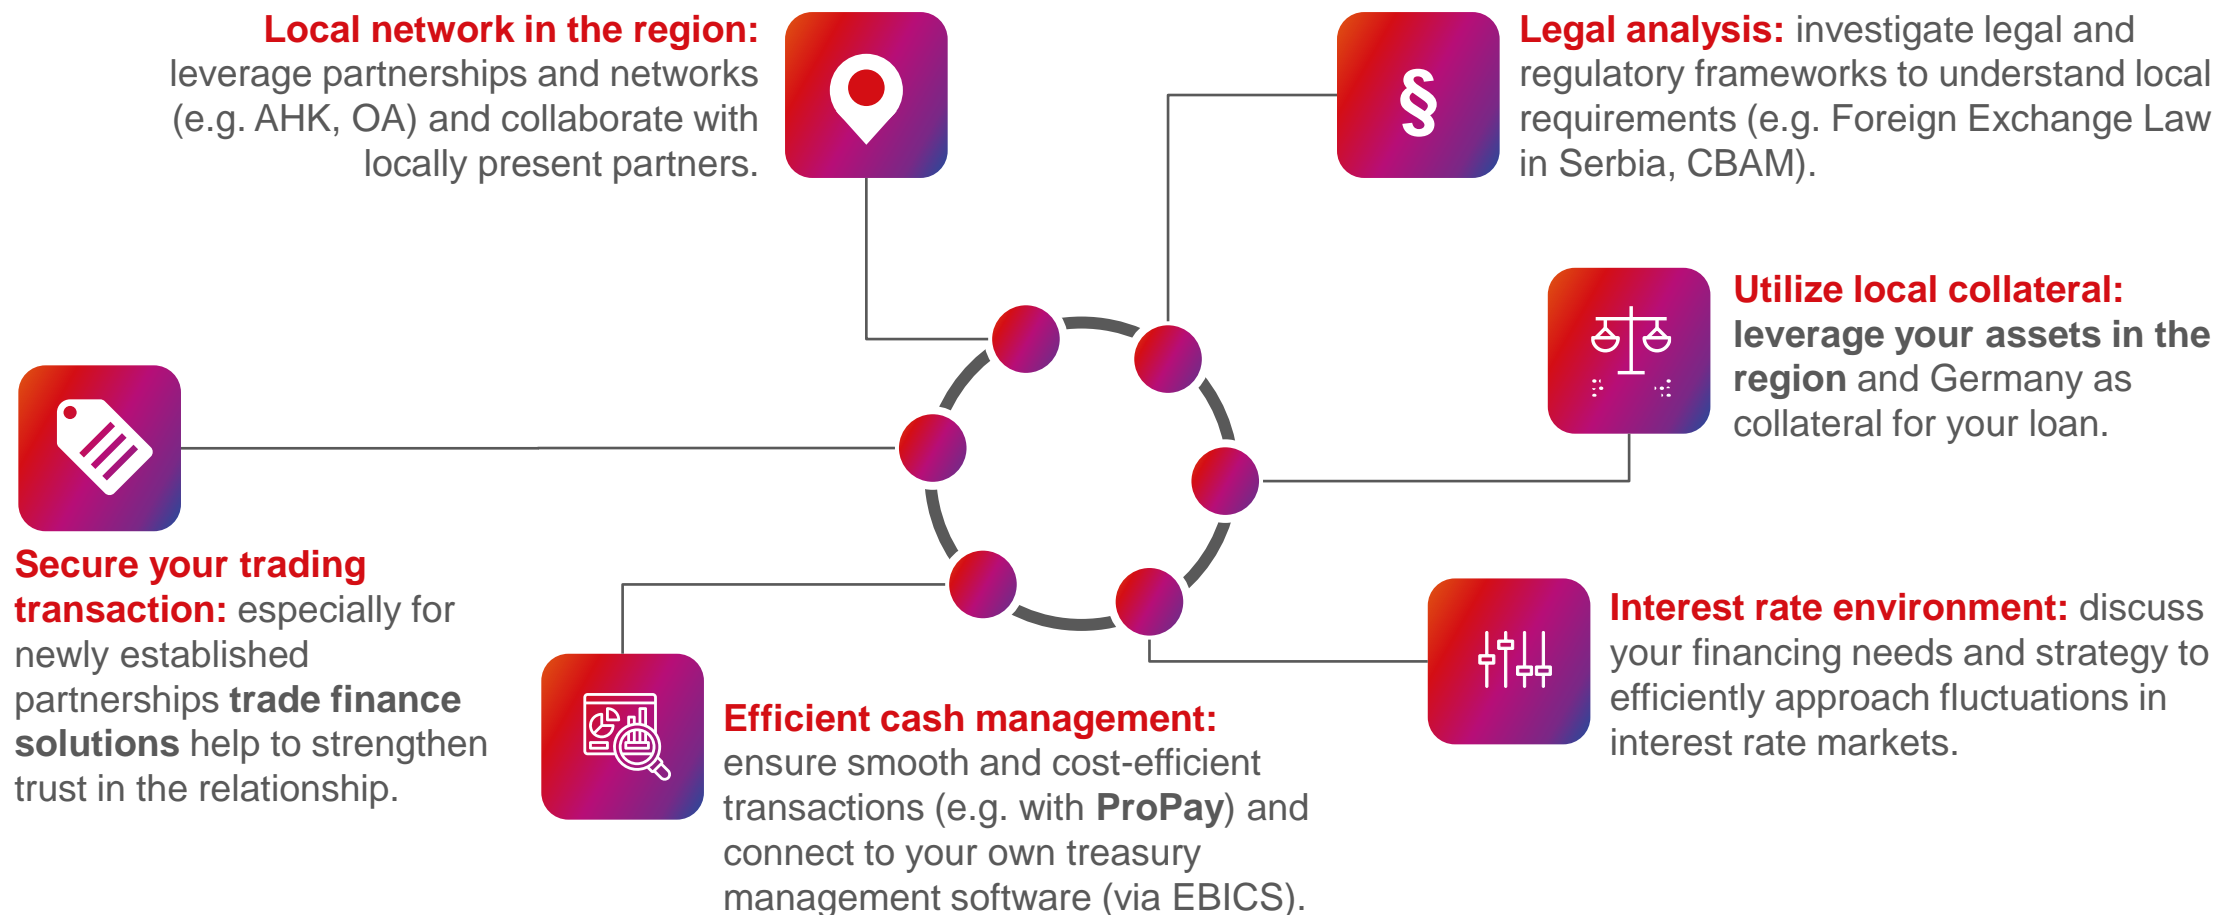 Local network in the region:
leverage partnerships and networks
(e.g. AHK, OA) and collaborate with
locally present partners.
§
Legal analysis: investigate legal and
regulatory frameworks to understand local
requirements (e.g. Foreign Exchange Law
in Serbia, CBAM).
Utilize local collateral:
leverage your assets in the
region and Germany as
collateral for your loan.
Secure your trading
transaction: especially for
newly established
partnerships trade finance
solutions help to strengthen
trust in the relationship.
Efficient cash management:
ensure smooth and cost-efficient
transactions (e.g. with ProPay) and
connect to your own treasury
management software (via EBICS).
Interest rate environment: discuss
your financing needs and strategy to
efficiently approach fluctuations in
interest rate markets.